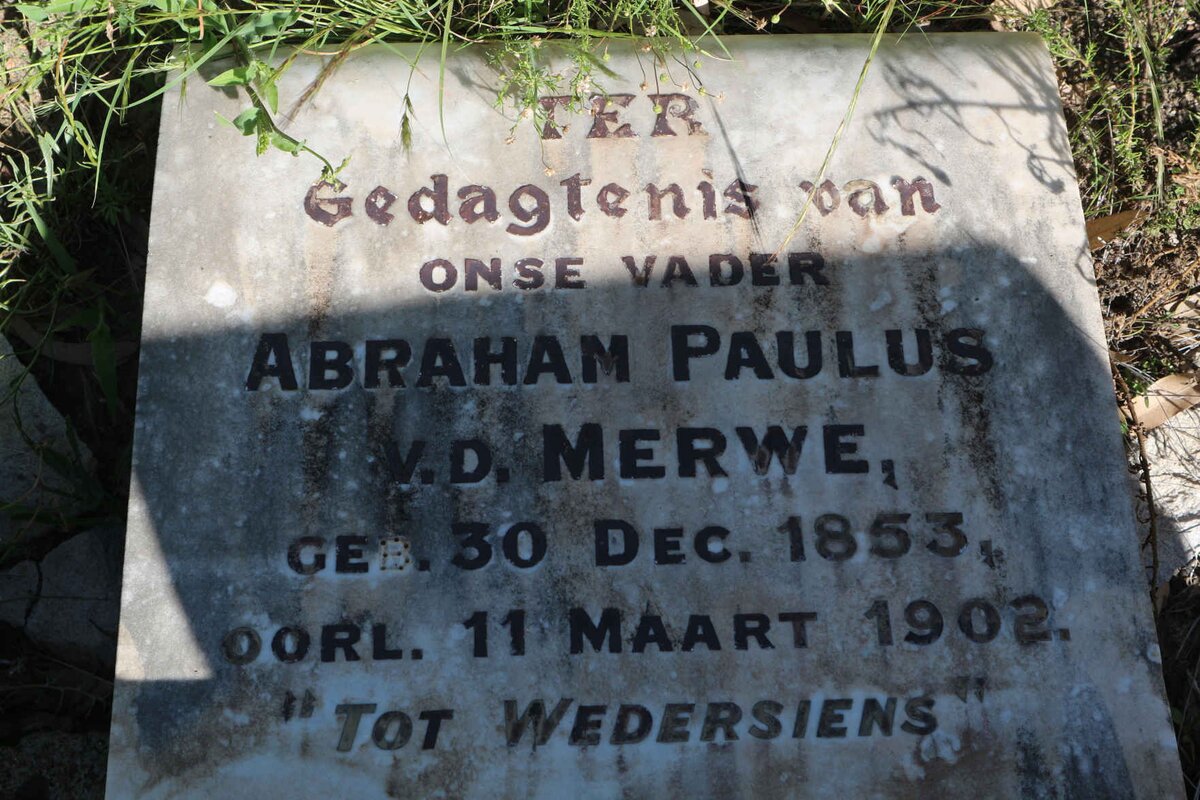 TER
Gedagtenis van
ONSE VADER
ABRAHAM PAULUS
V.D. MERWE,
GEB. 30 DEC. 1853,
OORL. 11 MAART 1902.
"TOT WEDERSIENS"